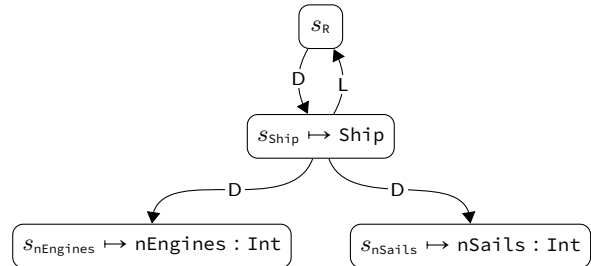 s_R
D L
s_Ship ↦ Ship
D D
s_nEngines ↦ nEngines : Int
s_nSails ↦ nSails : Int